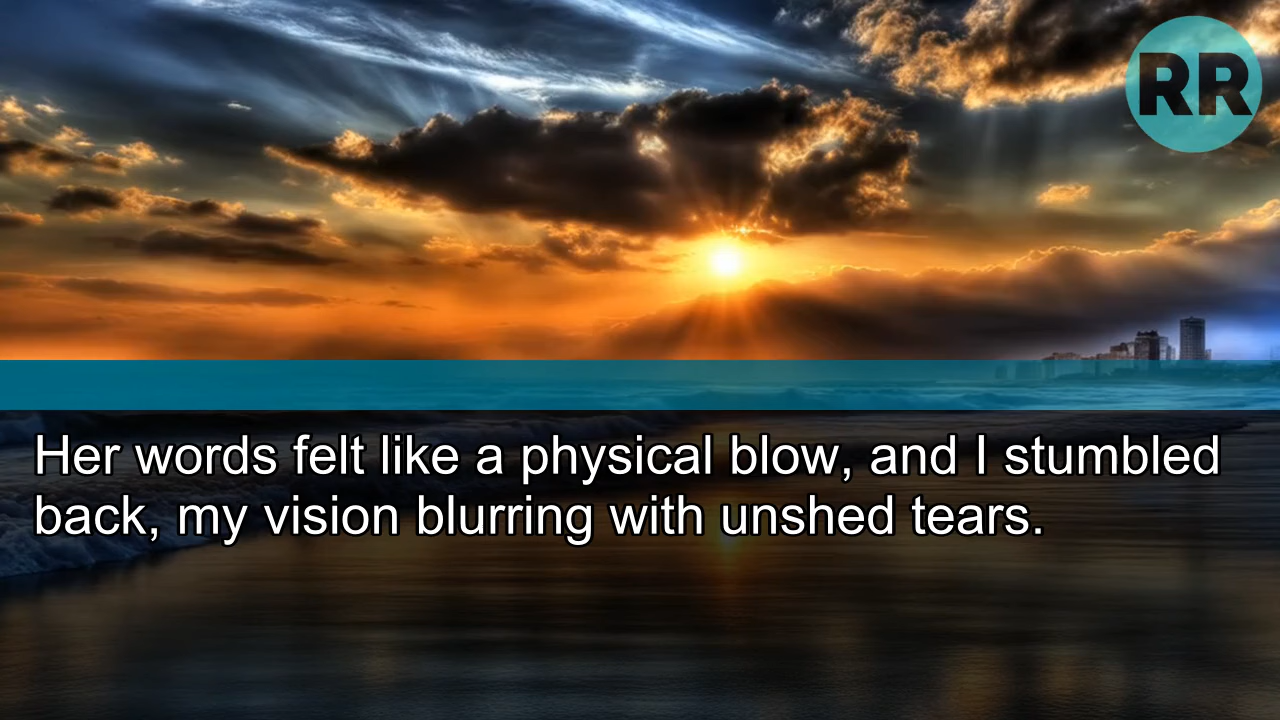 RR
Her words felt like a physical blow, and I stumbled
back, my vision blurring with unshed tears.